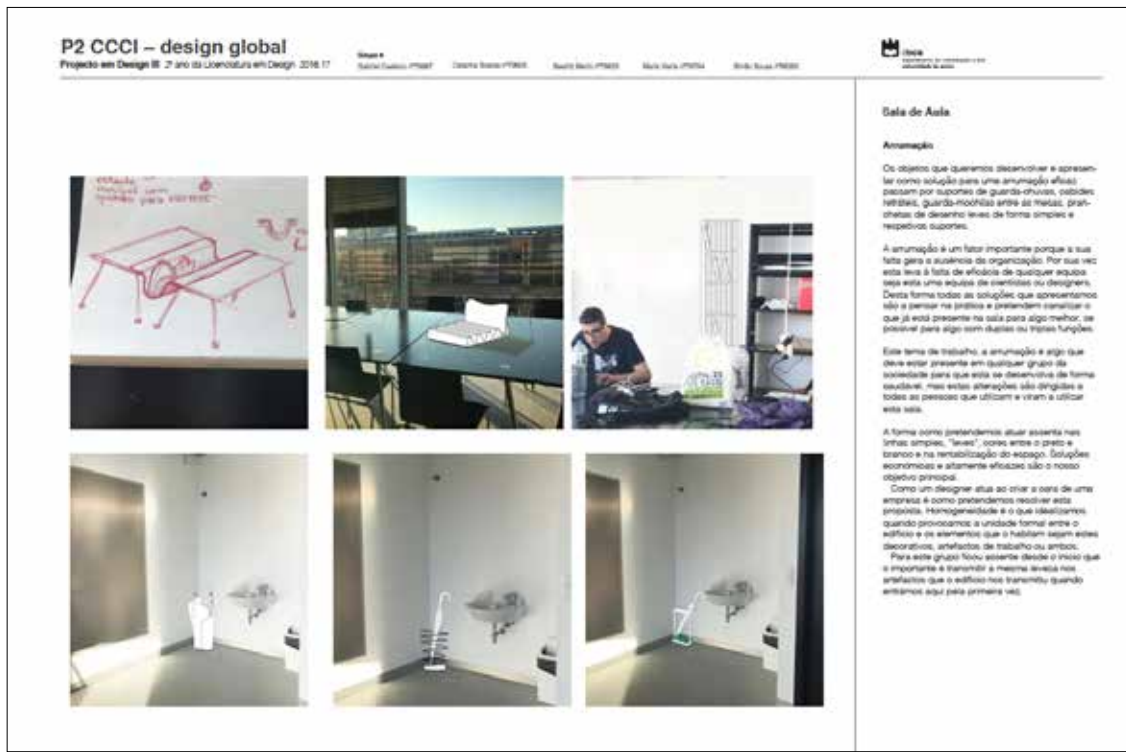 P2 CCCI – design global
Projecto em Design III 2º ano da Licenciatura em Design 2016.17
Sala de Aula
Arrumação
Os objetos que queremos desenvolver e apresen-
tar como solução para uma arrumação eficaz
passam por suportes de guarda-chuvas, cabides
retráteis, guarda-mochilas entre as mesas, pran-
chetas de desenho leves de forma simples e
respetivos suportes.
A arrumação é um fator importante porque a sua
falta gera a ausência da organização. Por sua vez
esta leva à falta de eficácia de qualquer equipa
seja esta uma equipa de cientistas ou designers.
Desta forma todas as soluções que apresentamos
são a pensar na prática e pretendem canalizar o
que já está presente na sala para algo melhor, se
possível para algo com duplas ou triplas funções.
Este tema de trabalho, a arrumação é algo que
deve estar presente em qualquer grupo da
sociedade para que esta se desenvolva de forma
saudável, mas estas alterações são dirigidas a
todas as pessoas que utilizam e viram a utilizar
esta sala.
A forma como pretendemos atuar assenta nas
linhas simples, "leves", cores entre o preto e
branco e na rentabilização do espaço. Soluções
económicas e altamente eficazes são o nosso
objetivo principal.
Como um designer atua ao criar a cara de uma
empresa é como pretendemos resolver esta
proposta. Homogeneidade é o que idealizamos
quando provocamos a unidade formal entre o
edifício e os elementos que o habitam sejam estes
decorativos, artefactos de trabalho ou ambos.
Para este grupo ficou assente desde o início que
o importante é transmitir a mesma leveza nos
artefactos que o edifício nos transmitiu quando
entrámos aqui pela primeira vez.